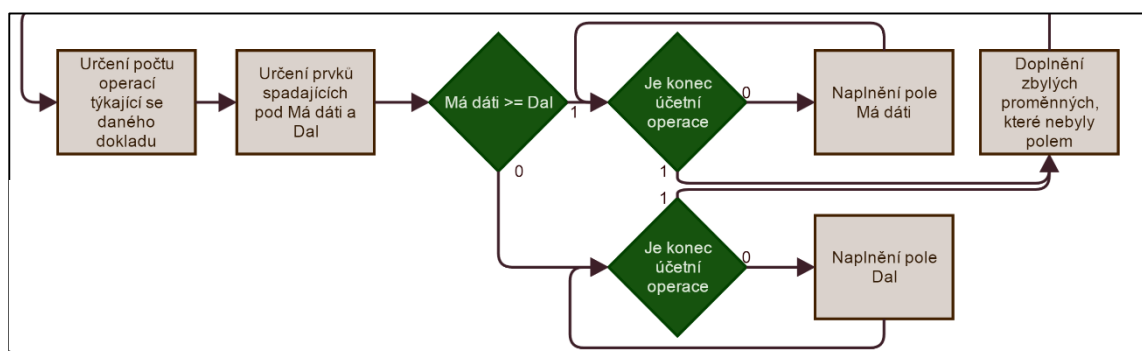 Určení počtu
operací
týkající se
daného
dokladu
Určení prvků
spadajících
pod Má dáti a
Dal
Má dáti >= Dal
1
0
Je konec
účetní
operace
0
1
Naplnění pole
Má dáti
Doplnění
zbylých
proměnných,
které nebyly
polem
Je konec
účetní
operace
1
0
Naplnění pole
Dal